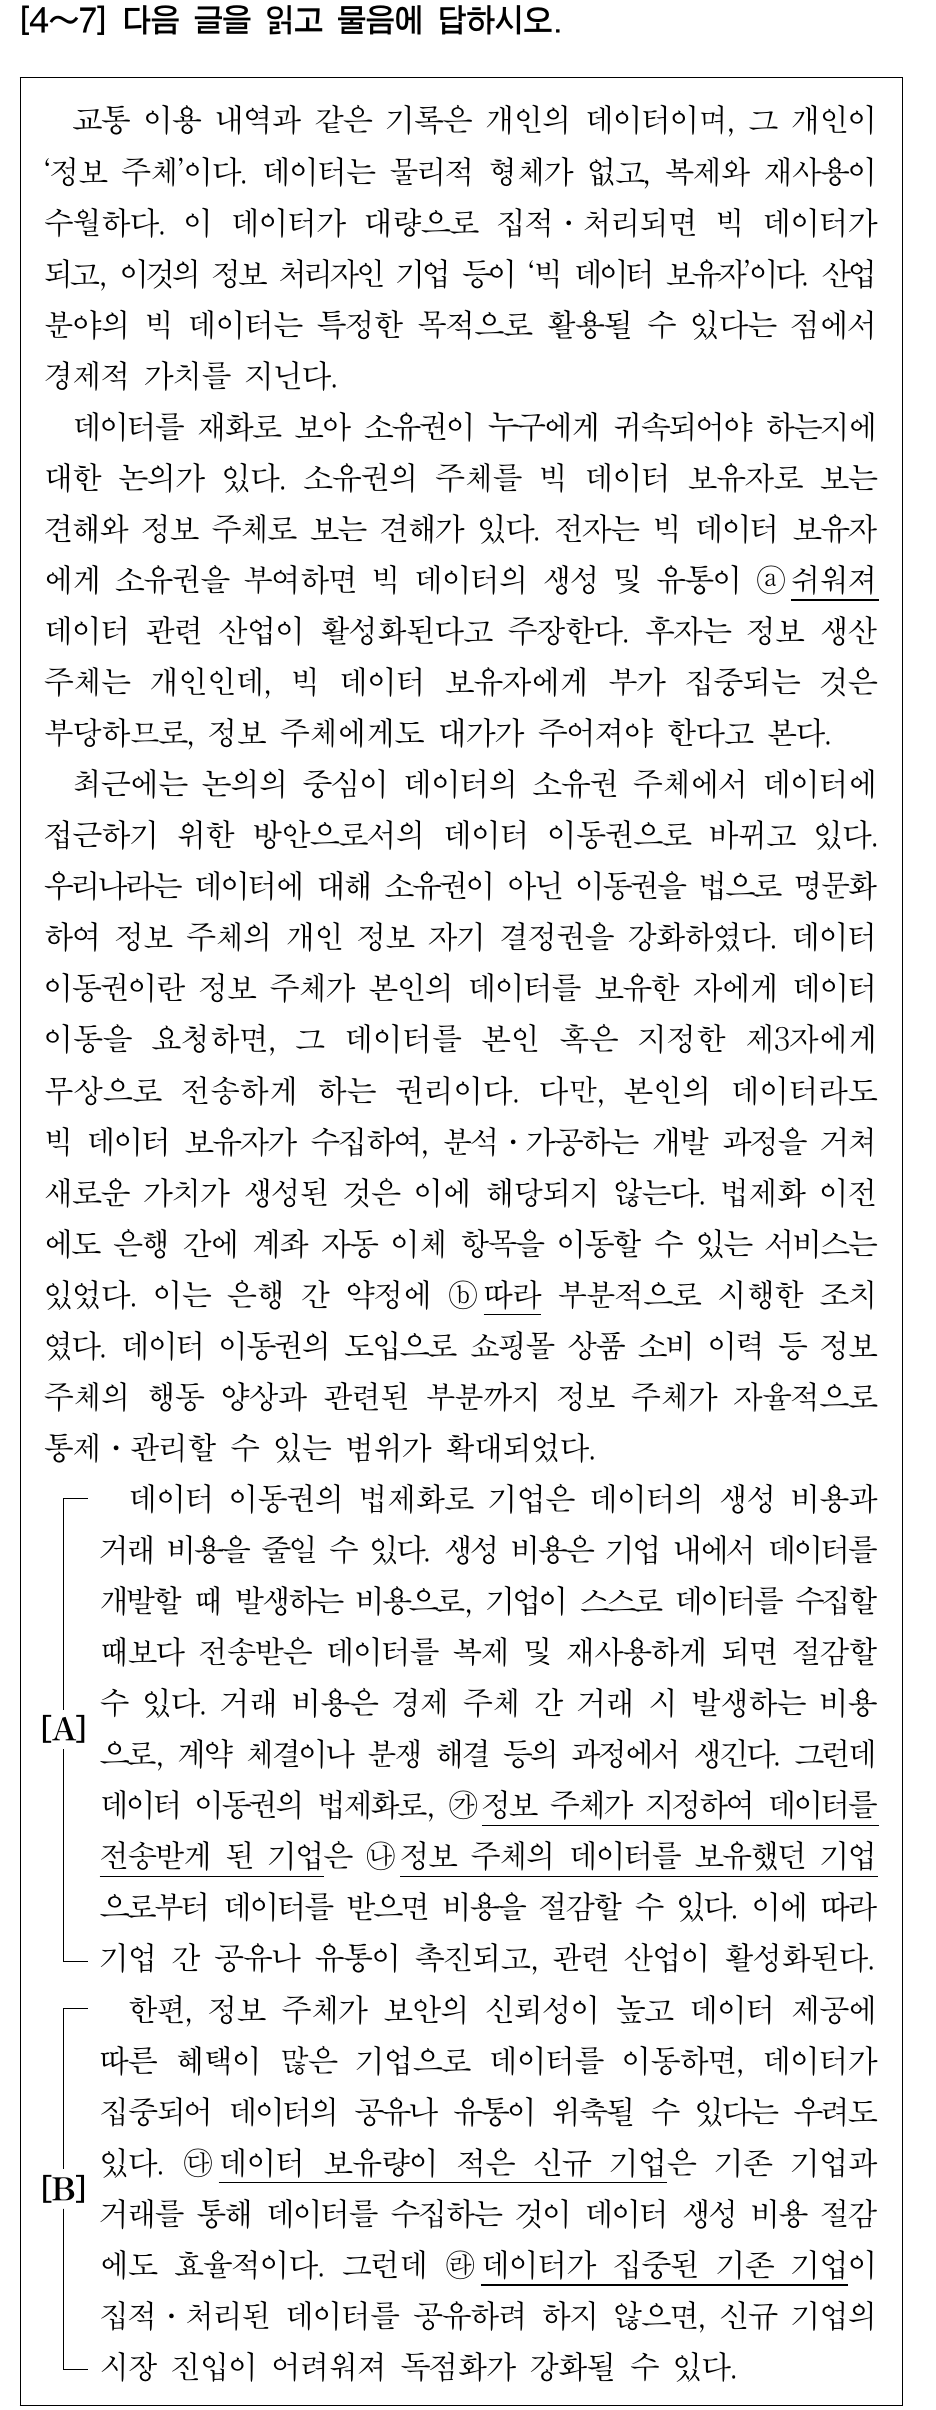 [4～7] 다음 글을 읽고 물음에 답하시오.
교통 이용 내역과 같은 기록은 개인의 데이터이며, 그 개인이
‘정보 주체’이다. 데이터는 물리적 형체가 없고, 복제와 재사용이
수월하다. 이 데이터가 대량으로 집적·처리되면 빅 데이터가
되고, 이것의 정보 처리자인 기업 등이 ‘빅 데이터 보유자’이다. 산업
분야의 빅 데이터는 특정한 목적으로 활용될 수 있다는 점에서
경제적 가치를 지닌다.
데이터를 재화로 보아 소유권이 누구에게 귀속되어야 하는지에
대한 논의가 있다. 소유권의 주체를 빅 데이터 보유자로 보는
견해와 정보 주체로 보는 견해가 있다. 전자는 빅 데이터 보유자
에게 소유권을 부여하면 빅 데이터의 생성 및 유통이 ⓐ쉬워져
데이터 관련 산업이 활성화된다고 주장한다. 후자는 정보 생산
주체는 개인인데, 빅 데이터 보유자에게 부가 집중되는 것은
부당하므로, 정보 주체에게도 대가가 주어져야 한다고 본다.
최근에는 논의의 중심이 데이터의 소유권 주체에서 데이터에
접근하기 위한 방안으로서의 데이터 이동권으로 바뀌고 있다.
우리나라는 데이터에 대해 소유권이 아닌 이동권을 법으로 명문화
하여 정보 주체의 개인 정보 자기 결정권을 강화하였다. 데이터
이동권이란 정보 주체가 본인의 데이터를 보유한 자에게 데이터
이동을 요청하면, 그 데이터를 본인 혹은 지정한 제3자에게
무상으로 전송하게 하는 권리이다. 다만, 본인의 데이터라도
빅 데이터 보유자가 수집하여, 분석·가공하는 개발 과정을 거쳐
새로운 가치가 생성된 것은 이에 해당되지 않는다. 법제화 이전
에도 은행 간에 계좌 자동 이체 항목을 이동할 수 있는 서비스는
있었다. 이는 은행 간 약정에 ⓑ따라 부분적으로 시행한 조치
였다. 데이터 이동권의 도입으로 쇼핑몰 상품 소비 이력 등 정보
주체의 행동 양상과 관련된 부분까지 정보 주체가 자율적으로
통제·관리할 수 있는 범위가 확대되었다.
[A]
데이터 이동권의 법제화로 기업은 데이터의 생성 비용과
거래 비용을 줄일 수 있다. 생성 비용은 기업 내에서 데이터를
개발할 때 발생하는 비용으로, 기업이 스스로 데이터를 수집할
때보다 전송받은 데이터를 복제 및 재사용하게 되면 절감할
수 있다. 거래 비용은 경제 주체 간 거래 시 발생하는 비용
으로, 계약 체결이나 분쟁 해결 등의 과정에서 생긴다. 그런데
데이터 이동권의 법제화로, ㉮정보 주체가 지정하여 데이터를
전송받게 된 기업은 ㉯정보 주체의 데이터를 보유했던 기업
으로부터 데이터를 받으면 비용을 절감할 수 있다. 이에 따라
기업 간 공유나 유통이 촉진되고, 관련 산업이 활성화된다.
[B]
한편, 정보 주체가 보안의 신뢰성이 높고 데이터 제공에
따른 혜택이 많은 기업으로 데이터를 이동하면, 데이터가
집중되어 데이터의 공유나 유통이 위축될 수 있다는 우려도
있다. ㉰데이터 보유량이 적은 신규 기업은 기존 기업과
거래를 통해 데이터를 수집하는 것이 데이터 생성 비용 절감
에도 효율적이다. 그런데 ㉱데이터가 집중된 기존 기업이
집적·처리된 데이터를 공유하려 하지 않으면, 신규 기업의
시장 진입이 어려워져 독점화가 강화될 수 있다.